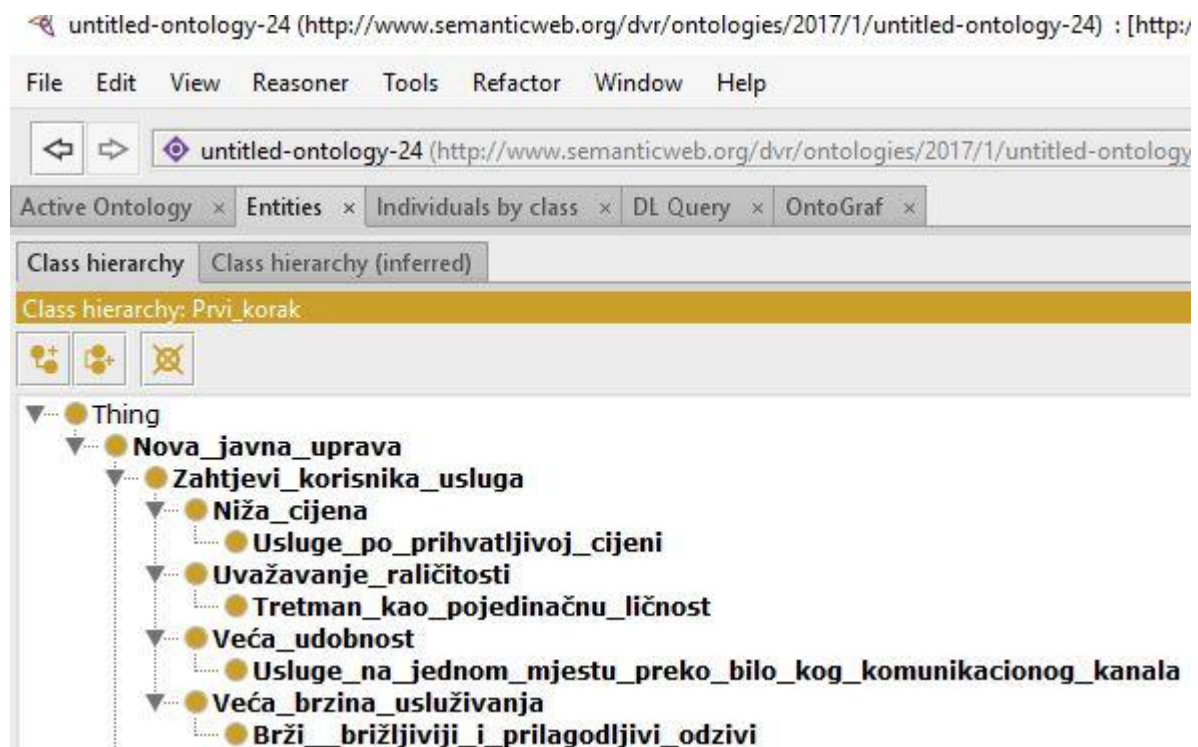 untitled-ontology-24 (http://www.semanticweb.org/dvr/ontologies/2017/1/untitled-ontology-24) : [http:/
File Edit View Reasoner Tools Refactor Window Help
untitled-ontology-24 (http://www.semanticweb.org/dvr/ontologies/2017/1/untitled-ontology
Active Ontology × Entities × Individuals by class × DL Query × OntoGraf ×
Class hierarchy Class hierarchy (inferred)
Class hierarchy: Prvi_korak
Thing
Nova_javna_uprava
Zahtjevi_korisnika_usluga
Niža_cijena
Usluge_po_prihvatljivoj_cijeni
Uvažavanje_raličitosti
Tretman_kao_pojedinačnu_ličnost
Veća_udobnost
Usluge_na_jednom_mjestu_preko_bilo_kog_komunikacionog_kanala
Veća_brzina_usluživanja
Brži__brižljiviji_i_prilagodljivi_odzivi